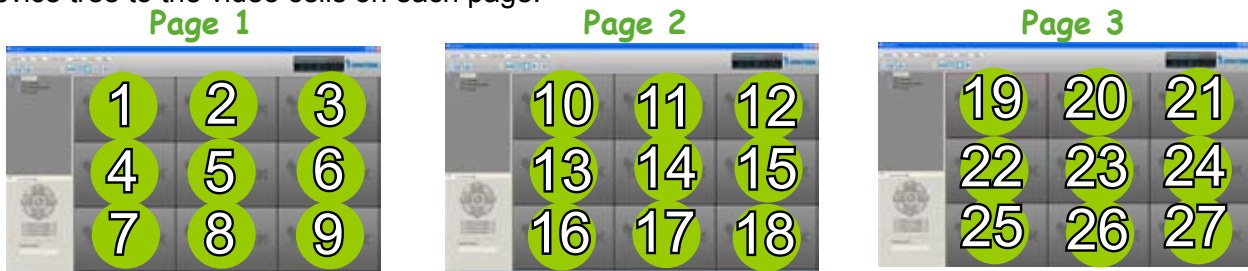 device tree to the video cells on each page.
Page 1 Page 2 Page 3
1 2 3 10 11 12 19 20 21
4 5 6 13 14 15 22 23 24
7 8 9 16 17 18 25 26 27